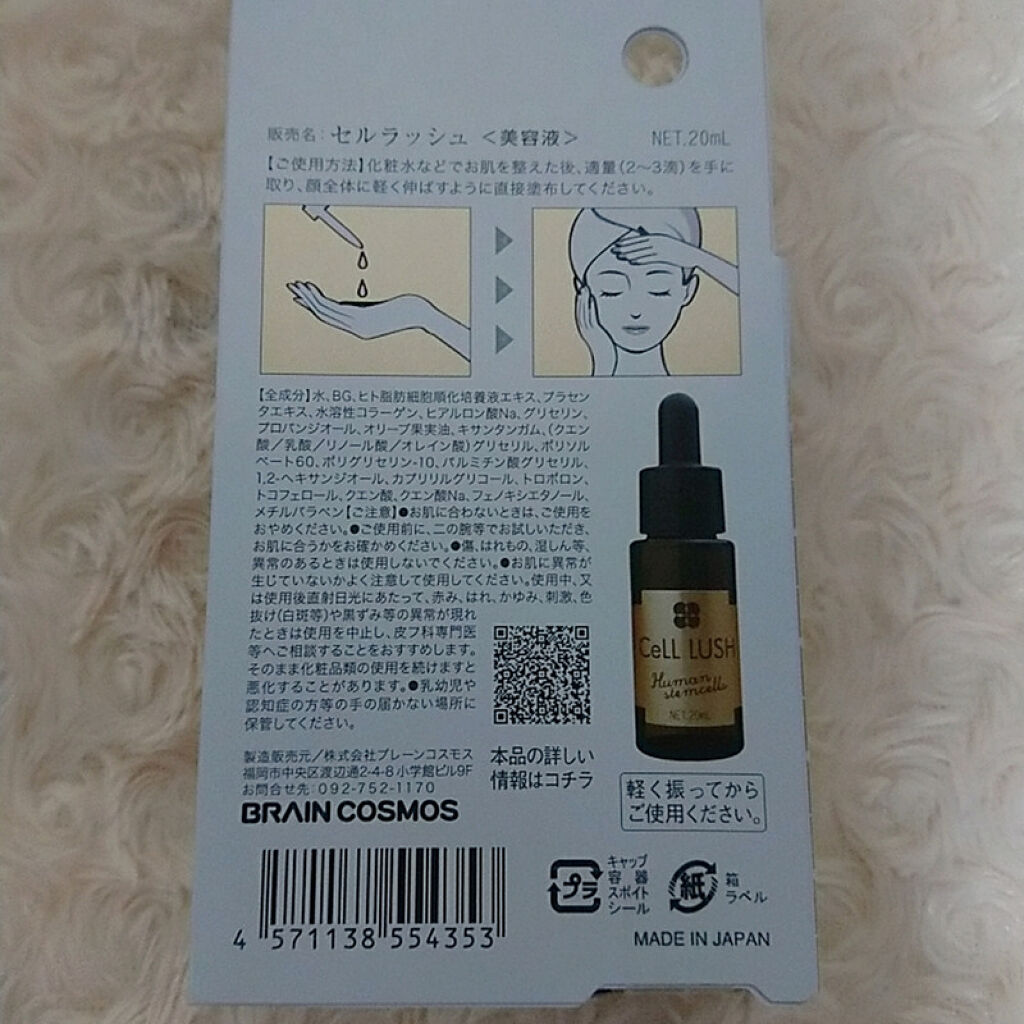 販売名：セルラッシュ＜美容液＞ NET.20mL
【ご使用方法】化粧水などでお肌を整えた後、適量（2〜3滴）を手に
取り、顔全体に軽く伸ばすように直接塗布してください。
【全成分】水、BG、ヒト脂肪細胞順化培養液エキス、プラセン
タエキス、水溶性コラーゲン、ヒアルロン酸Na、グリセリン、
プロパンジオール、オリーブ果実油、キサンタンガム、（クエン
酸／乳酸／リノール酸／オレイン酸）グリセリル、ポリソル
ベート60、ポリグリセリン-10、パルミチン酸グリセリル、
1,2-ヘキサンジオール、カプリリルグリコール、トロポロン、
トコフェロール、クエン酸、クエン酸Na、フェノキシエタノール、
メチルパラベン【ご注意】●お肌に合わないときは、ご使用を
おやめください。●ご使用前に、二の腕等でお試しいただき、
お肌に合うかをお確かめください。●傷、はれもの、湿しん等、
異常のあるときは使用しないでください。●お肌に異常が
生じていないかよく注意して使用してください。使用中、又
は使用後直射日光にあたって、赤み、はれ、かゆみ、刺激、色
抜け（白斑等）や黒ずみ等の異常が現れ
たときは使用を中止し、皮フ科専門医
等へご相談することをおすすめします。
そのまま化粧品類の使用を続けますと
悪化することがあります。●乳幼児や
認知症の方等の手の届かない場所に
保管してください。
CeLL LUSH
Human
stemcells
NET.20mL
製造販売元／株式会社ブレーンコスモス
福岡市中央区渡辺通2-4-8小学館ビル9F
お問合せ先：092-752-1170
BRAIN COSMOS
本品の詳しい
情報はコチラ
軽く振ってから
ご使用ください。
4 571138 554353
プラ
キャップ
容器
スポイト
シール
紙
箱
ラベル
MADE IN JAPAN